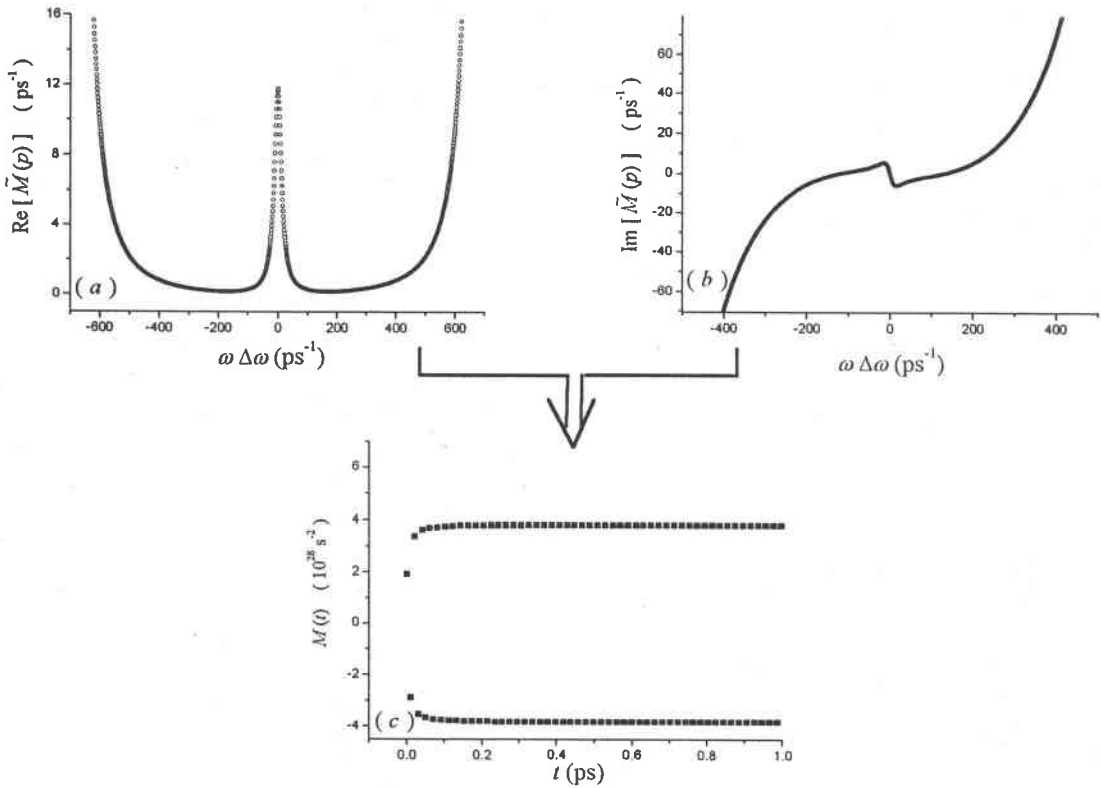 Re [ M̃ (p) ] ( ps⁻¹ )
16
12
8
4
0
( a )
-600 -400 -200 0 200 400 600
ω Δω (ps⁻¹)
Im [ M̃ (p) ] ( ps⁻¹ )
60
40
20
0
-20
-40
-60
( b )
-400 -200 0 200 400
ω Δω (ps⁻¹)
M (t) ( 10²⁸ s⁻² )
6
4
2
0
-2
-4
( c )
0.0 0.2 0.4 0.6 0.8 1.0
t (ps)